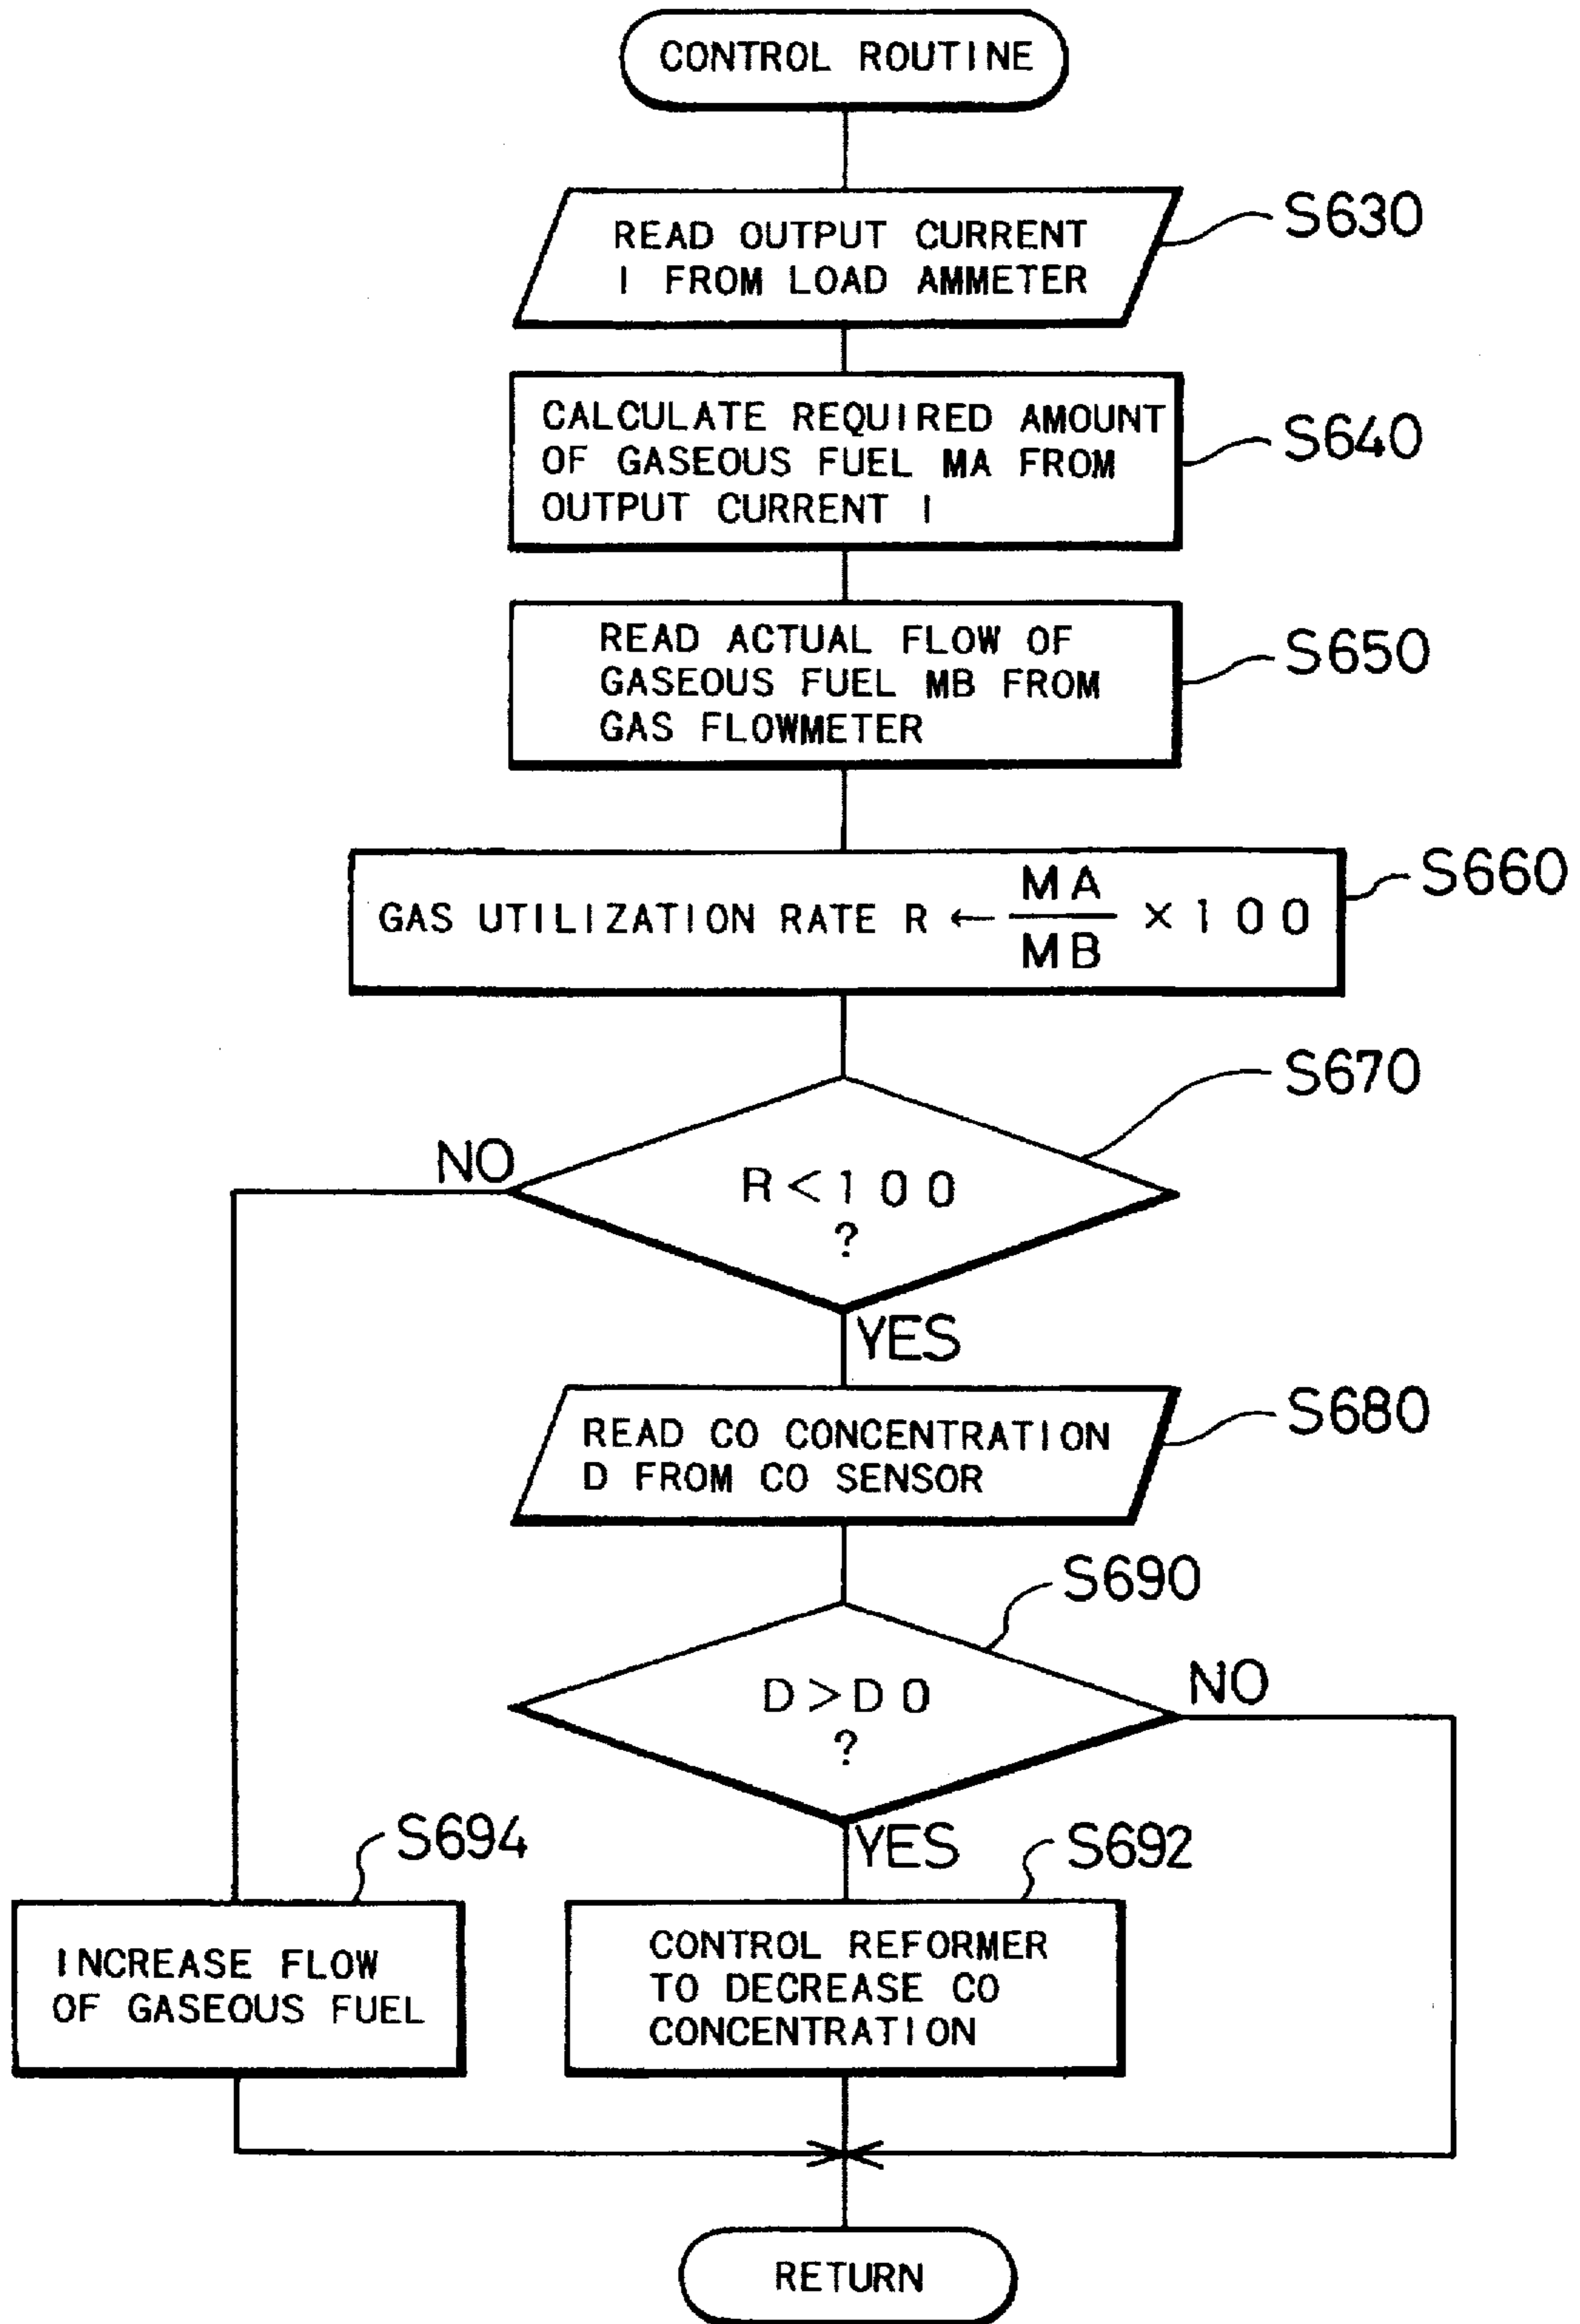 CONTROL ROUTINE
READ OUTPUT CURRENT
I FROM LOAD AMMETER
S630
CALCULATE REQUIRED AMOUNT
OF GASEOUS FUEL MA FROM
OUTPUT CURRENT I
S640
READ ACTUAL FLOW OF
GASEOUS FUEL MB FROM
GAS FLOWMETER
S650
GAS UTILIZATION RATE R ← MA/MB × 100
S660
R<100
?
S670
NO
YES
READ CO CONCENTRATION
D FROM CO SENSOR
S680
D>D0
?
S690
NO
YES
S694
INCREASE FLOW
OF GASEOUS FUEL
S692
CONTROL REFORMER
TO DECREASE CO
CONCENTRATION
RETURN